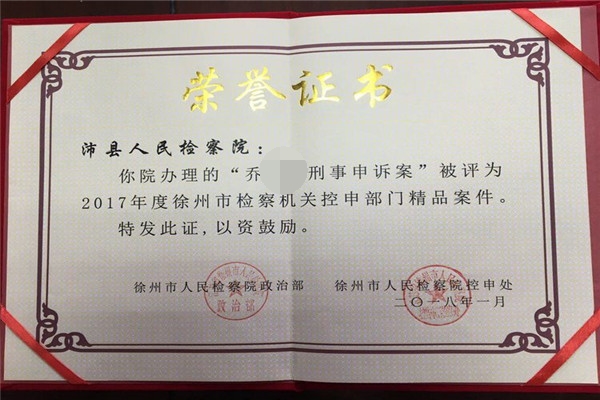 荣誉证书
沛县人民检察院：
你院办理的“乔 刑事申诉案”被评为
2017年度徐州市检察机关控申部门精品案件。
特发此证，以资鼓励。
徐州市人民检察院政治部 徐州市人民检察院控申处
二〇一八年一月